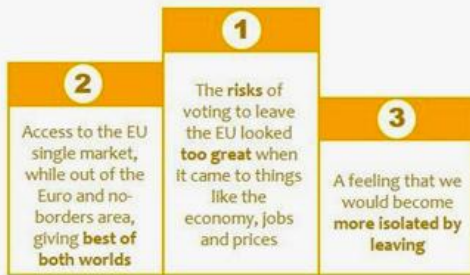 1
The risks of
voting to leave
the EU looked
too great when
it came to things
like the
economy, jobs
and prices
2
Access to the EU
single market,
while out of the
Euro and no-
borders area,
giving best of
both worlds
3
A feeling that we
would become
more isolated by
leaving